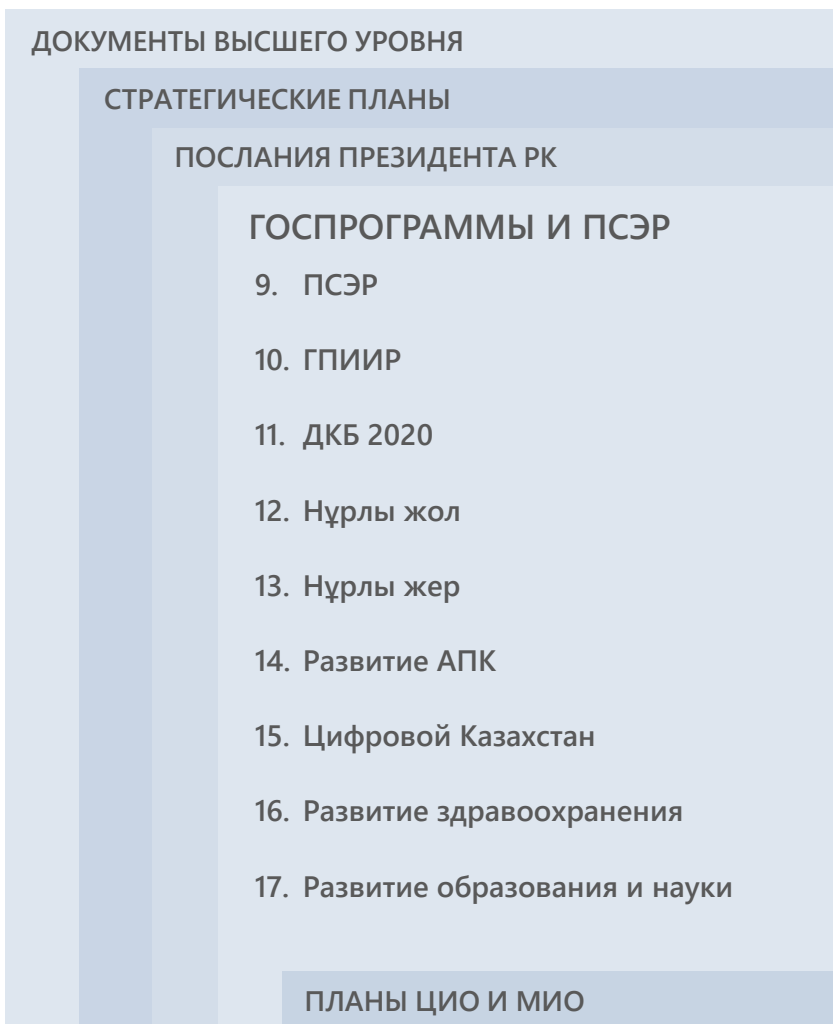 ДОКУМЕНТЫ ВЫСШЕГО УРОВНЯ
СТРАТЕГИЧЕСКИЕ ПЛАНЫ
ПОСЛАНИЯ ПРЕЗИДЕНТА РК
ГОСПРОГРАММЫ И ПСЭР
9. ПСЭР
10. ГПИИР
11. ДКБ 2020
12. Нұрлы жол
13. Нұрлы жер
14. Развитие АПК
15. Цифровой Казахстан
16. Развитие здравоохранения
17. Развитие образования и науки
ПЛАНЫ ЦИО И МИО